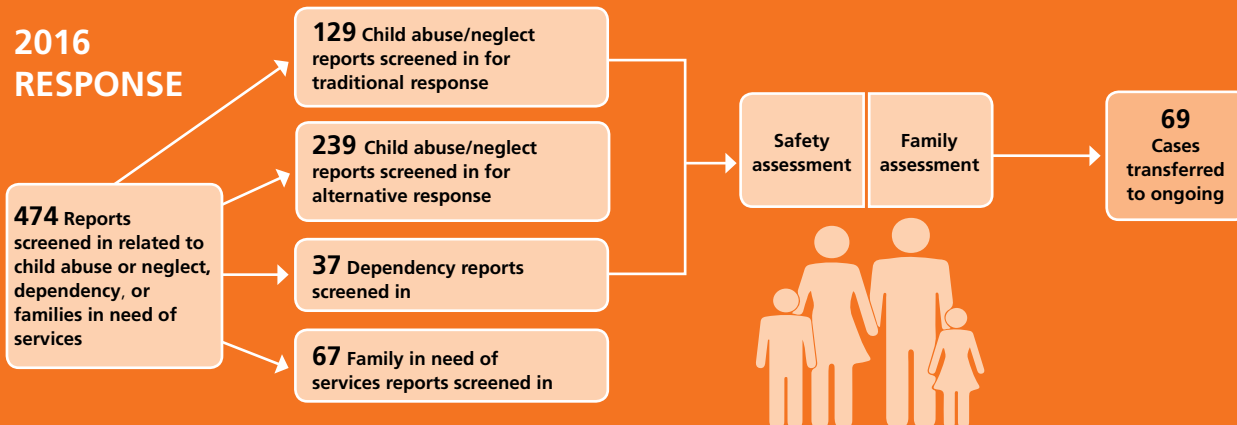 2016
RESPONSE
474 Reports
screened in related to
child abuse or neglect,
dependency, or
families in need of
services
129 Child abuse/neglect
reports screened in for
traditional response
239 Child abuse/neglect
reports screened in for
alternative response
37 Dependency reports
screened in
67 Family in need of
services reports screened in
Safety
assessment
Family
assessment
69
Cases
transferred
to ongoing